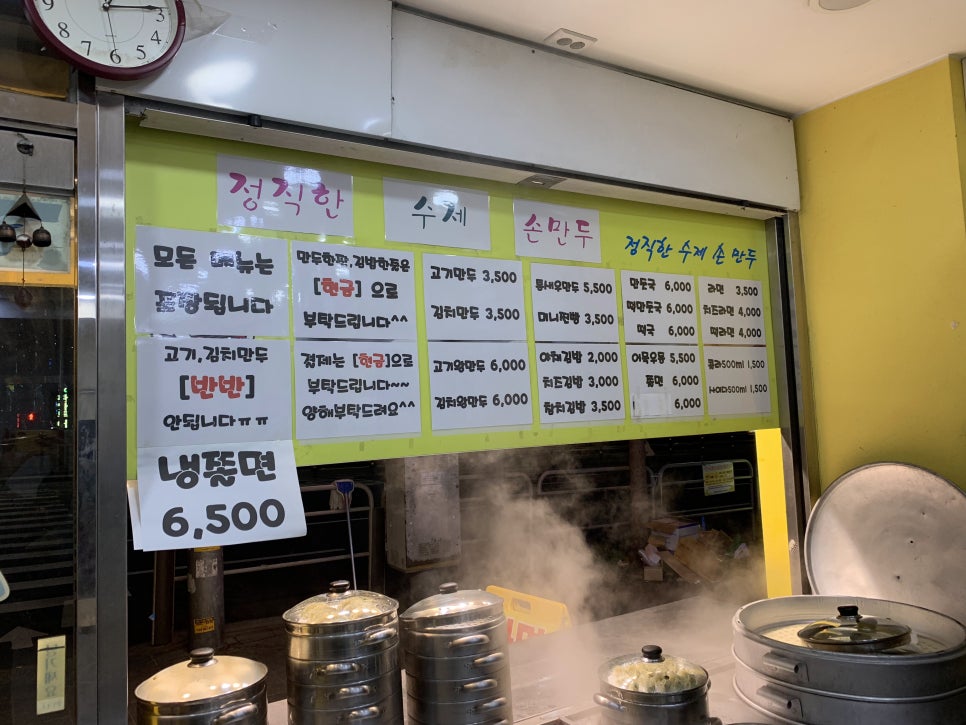 정직한 수제 손만두
정직한 수제 손 만두
모든 메뉴는
포장됩니다
만두한판,김밥한줄은
[현금] 으로
부탁드립니다^^
고기만두 3,500
김치만두 3,500
통새우만두 5,500
미니찐빵 3,500
만둣국 6,000
떡만둣국 6,000
떡국 6,000
라면 3,500
치즈라면 4,000
떡라면 4,000
고기,김치만두
[반반]
안됩니다ㅠㅠ
결제는 [현금]으로
부탁드립니다~~
양해부탁드려요^^
고기왕만두 6,000
김치왕만두 6,000
야채김밥 2,000
치즈김밥 3,000
참치김밥 3,500
어묵우동 5,500
쫄면 6,000
6,000
콜라500ml 1,500
사이다500ml 1,500
냉쫄면
6,500
3
4
5
6
7
8
9